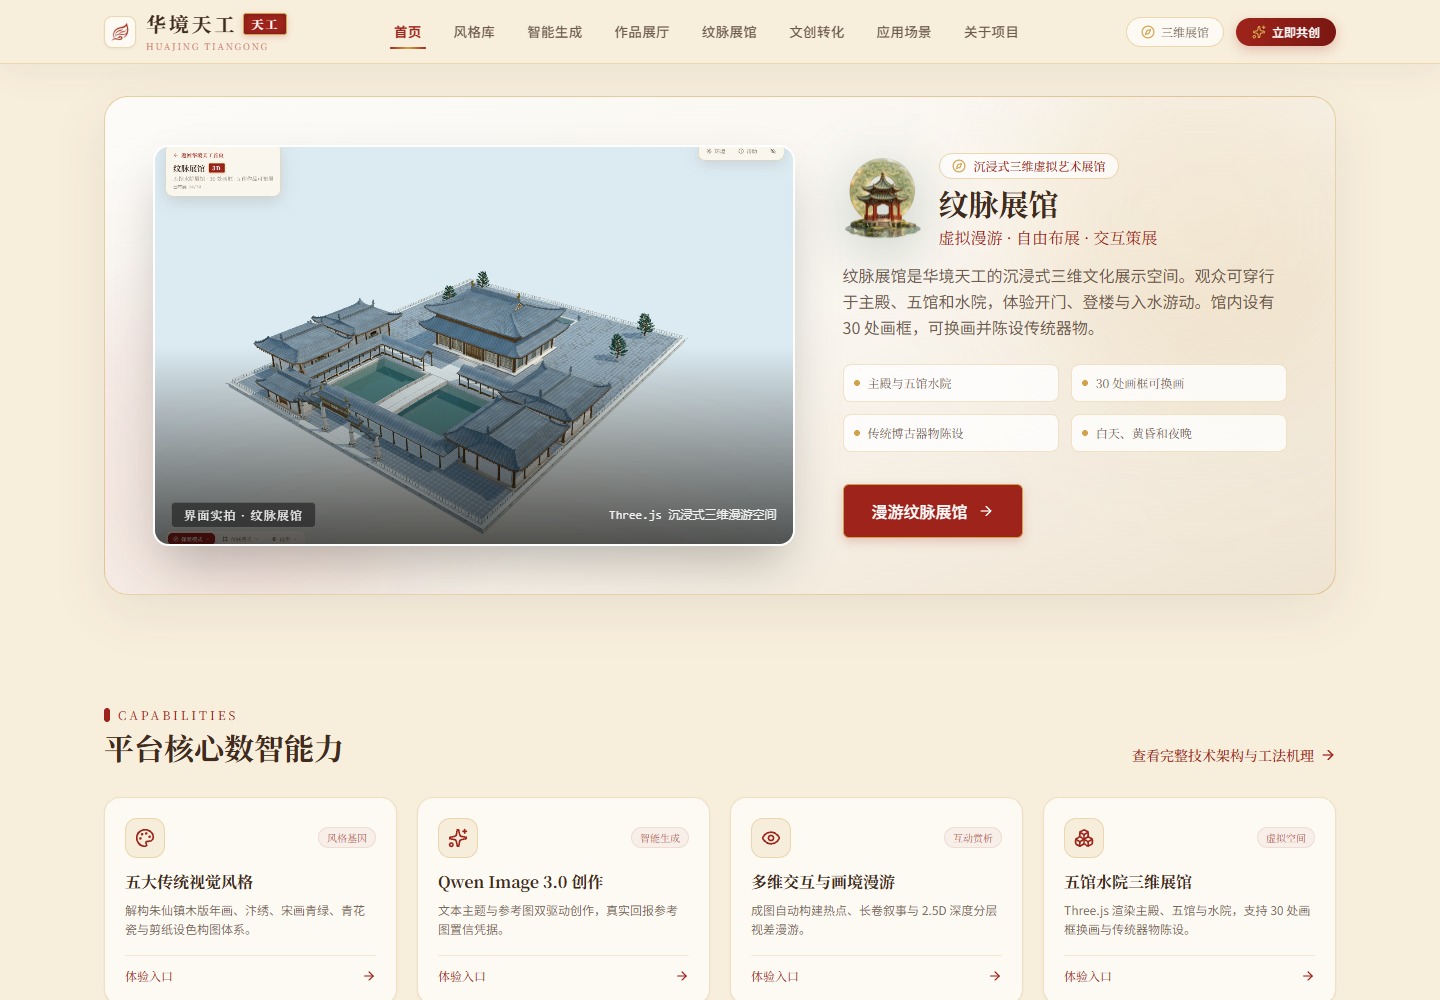 华境天工 天工
HUAJING TIANGONG
首页 风格库 智能生成 作品展厅 纹脉展馆 文创转化 应用场景 关于项目
三维展馆
立即共创
返回华境天工首页
纹脉展馆 3D
界面实拍 · 纹脉展馆
Three.js 沉浸式三维漫游空间
沉浸式三维虚拟艺术展馆
纹脉展馆
虚拟漫游 · 自由布展 · 交互策展
纹脉展馆是华境天工的沉浸式三维文化展示空间。观众可穿行
于主殿、五馆和水院，体验开门、登楼与入水游动。馆内设有
30 处画框，可换画并陈设传统器物。
主殿与五馆水院
30 处画框可换画
传统博古器物陈设
白天、黄昏和夜晚
漫游纹脉展馆
CAPABILITIES
平台核心数智能力
查看完整技术架构与工法机理
风格基因
五大传统视觉风格
解构朱仙镇木版年画、汴绣、宋画青绿、青花
瓷与剪纸设色构图体系。
体验入口
智能生成
Qwen Image 3.0 创作
文本主题与参考图双驱动创作，真实回报参考
图置信凭据。
体验入口
互动赏析
多维交互与画境漫游
成图自动构建热点、长卷叙事与 2.5D 深度分层
视差漫游。
体验入口
虚拟空间
五馆水院三维展馆
Three.js 渲染主殿、五馆与水院，支持 30 处画
框换画与传统器物陈设。
体验入口